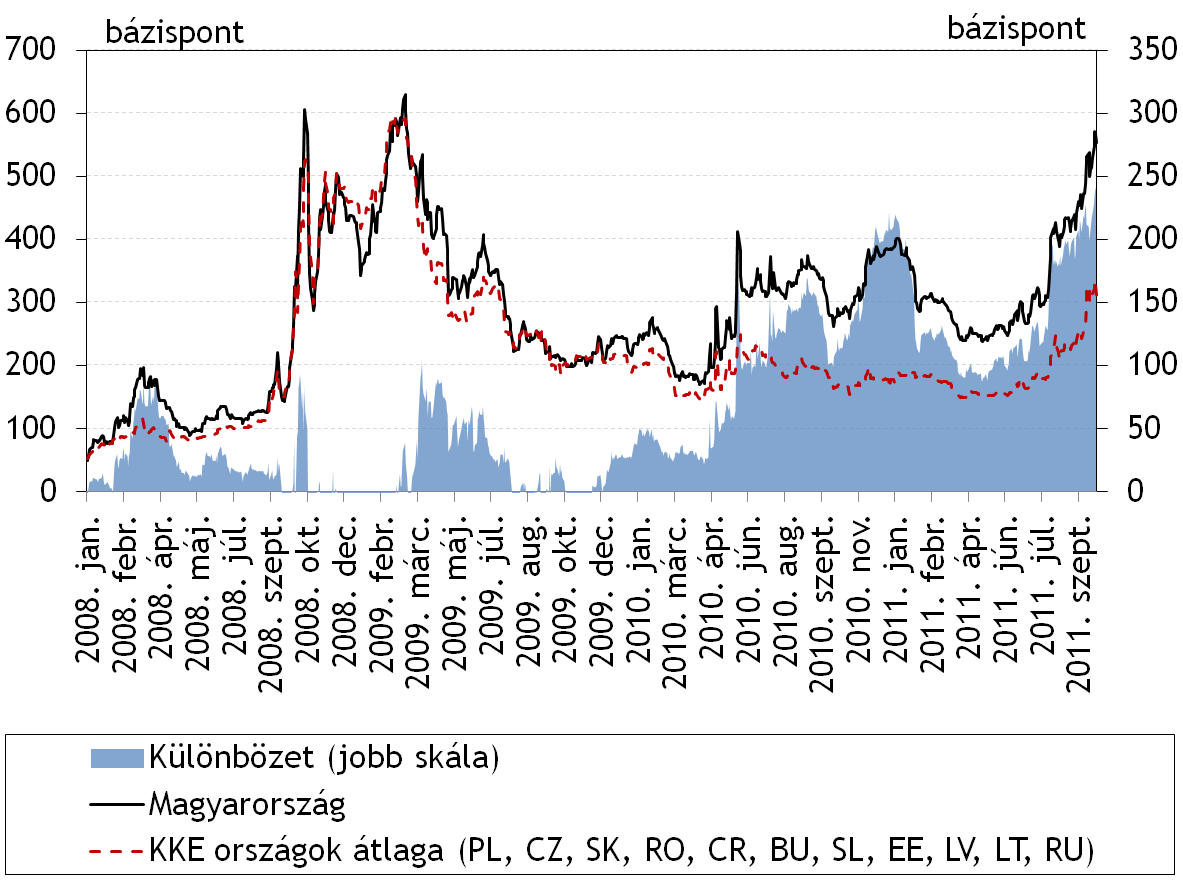 bázispont
bázispont
700
600
500
400
300
200
100
0
350
300
250
200
150
100
50
0
2008. jan.
2008. febr.
2008. ápr.
2008. máj.
2008. júl.
2008. szept.
2008. okt.
2008. dec.
2009. febr.
2009. márc.
2009. máj.
2009. júl.
2009. aug.
2009. okt.
2009. dec.
2010. jan.
2010. márc.
2010. ápr.
2010. jún.
2010. aug.
2010. szept.
2010. nov.
2011. jan.
2011. febr.
2011. ápr.
2011. jún.
2011. júl.
2011. szept.
Különbözet (jobb skála)
Magyarország
KKE országok átlaga (PL, CZ, SK, RO, CR, BU, SL, EE, LV, LT, RU)